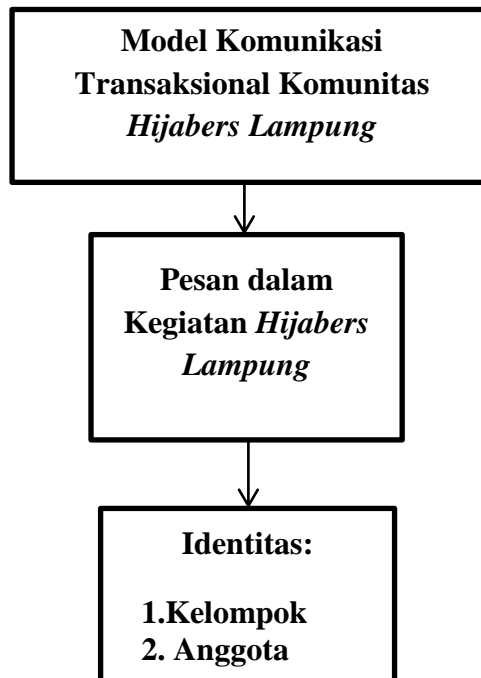 Model Komunikasi
Transaksional Komunitas
Hijabers Lampung
Pesan dalam
Kegiatan Hijabers
Lampung
Identitas:
1.Kelompok
2. Anggota